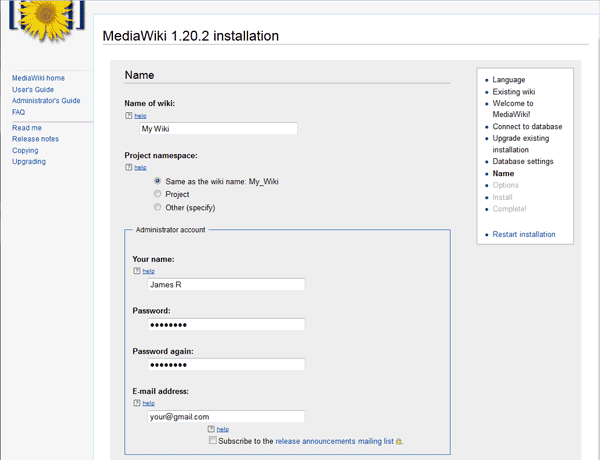 MediaWiki 1.20.2 installation
MediaWiki home
User's Guide
Administrator's Guide
FAQ
Read me
Release notes
Copying
Upgrading
Name
Name of wiki:
? help
My Wiki
Project namespace:
? help
Same as the wiki name: My_Wiki
Project
Other (specify)
Administrator account
Your name:
? help
James R
Password:
●●●●●●●●
Password again:
●●●●●●●●
E-mail address:
? help
your@gmail.com
? help
Subscribe to the release announcements mailing list .
Language
Existing wiki
Welcome to
MediaWiki!
Connect to database
Upgrade existing
installation
Database settings
Name
Options
Install
Complete!
Restart installation